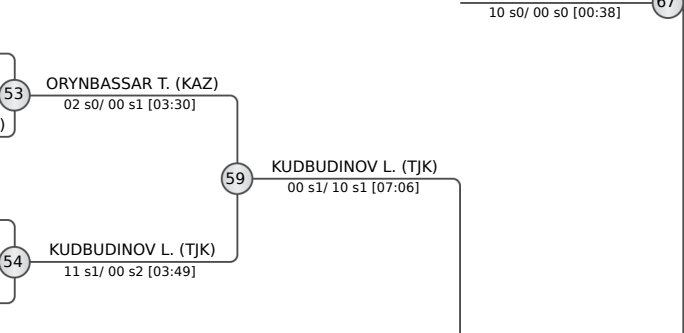 67
10 s0/ 00 s0 [00:38]
53
ORYNBASSAR T. (KAZ)
02 s0/ 00 s1 [03:30]
)
59
KUDBUDINOV L. (TJK)
00 s1/ 10 s1 [07:06]
54
KUDBUDINOV L. (TJK)
11 s1/ 00 s2 [03:49]